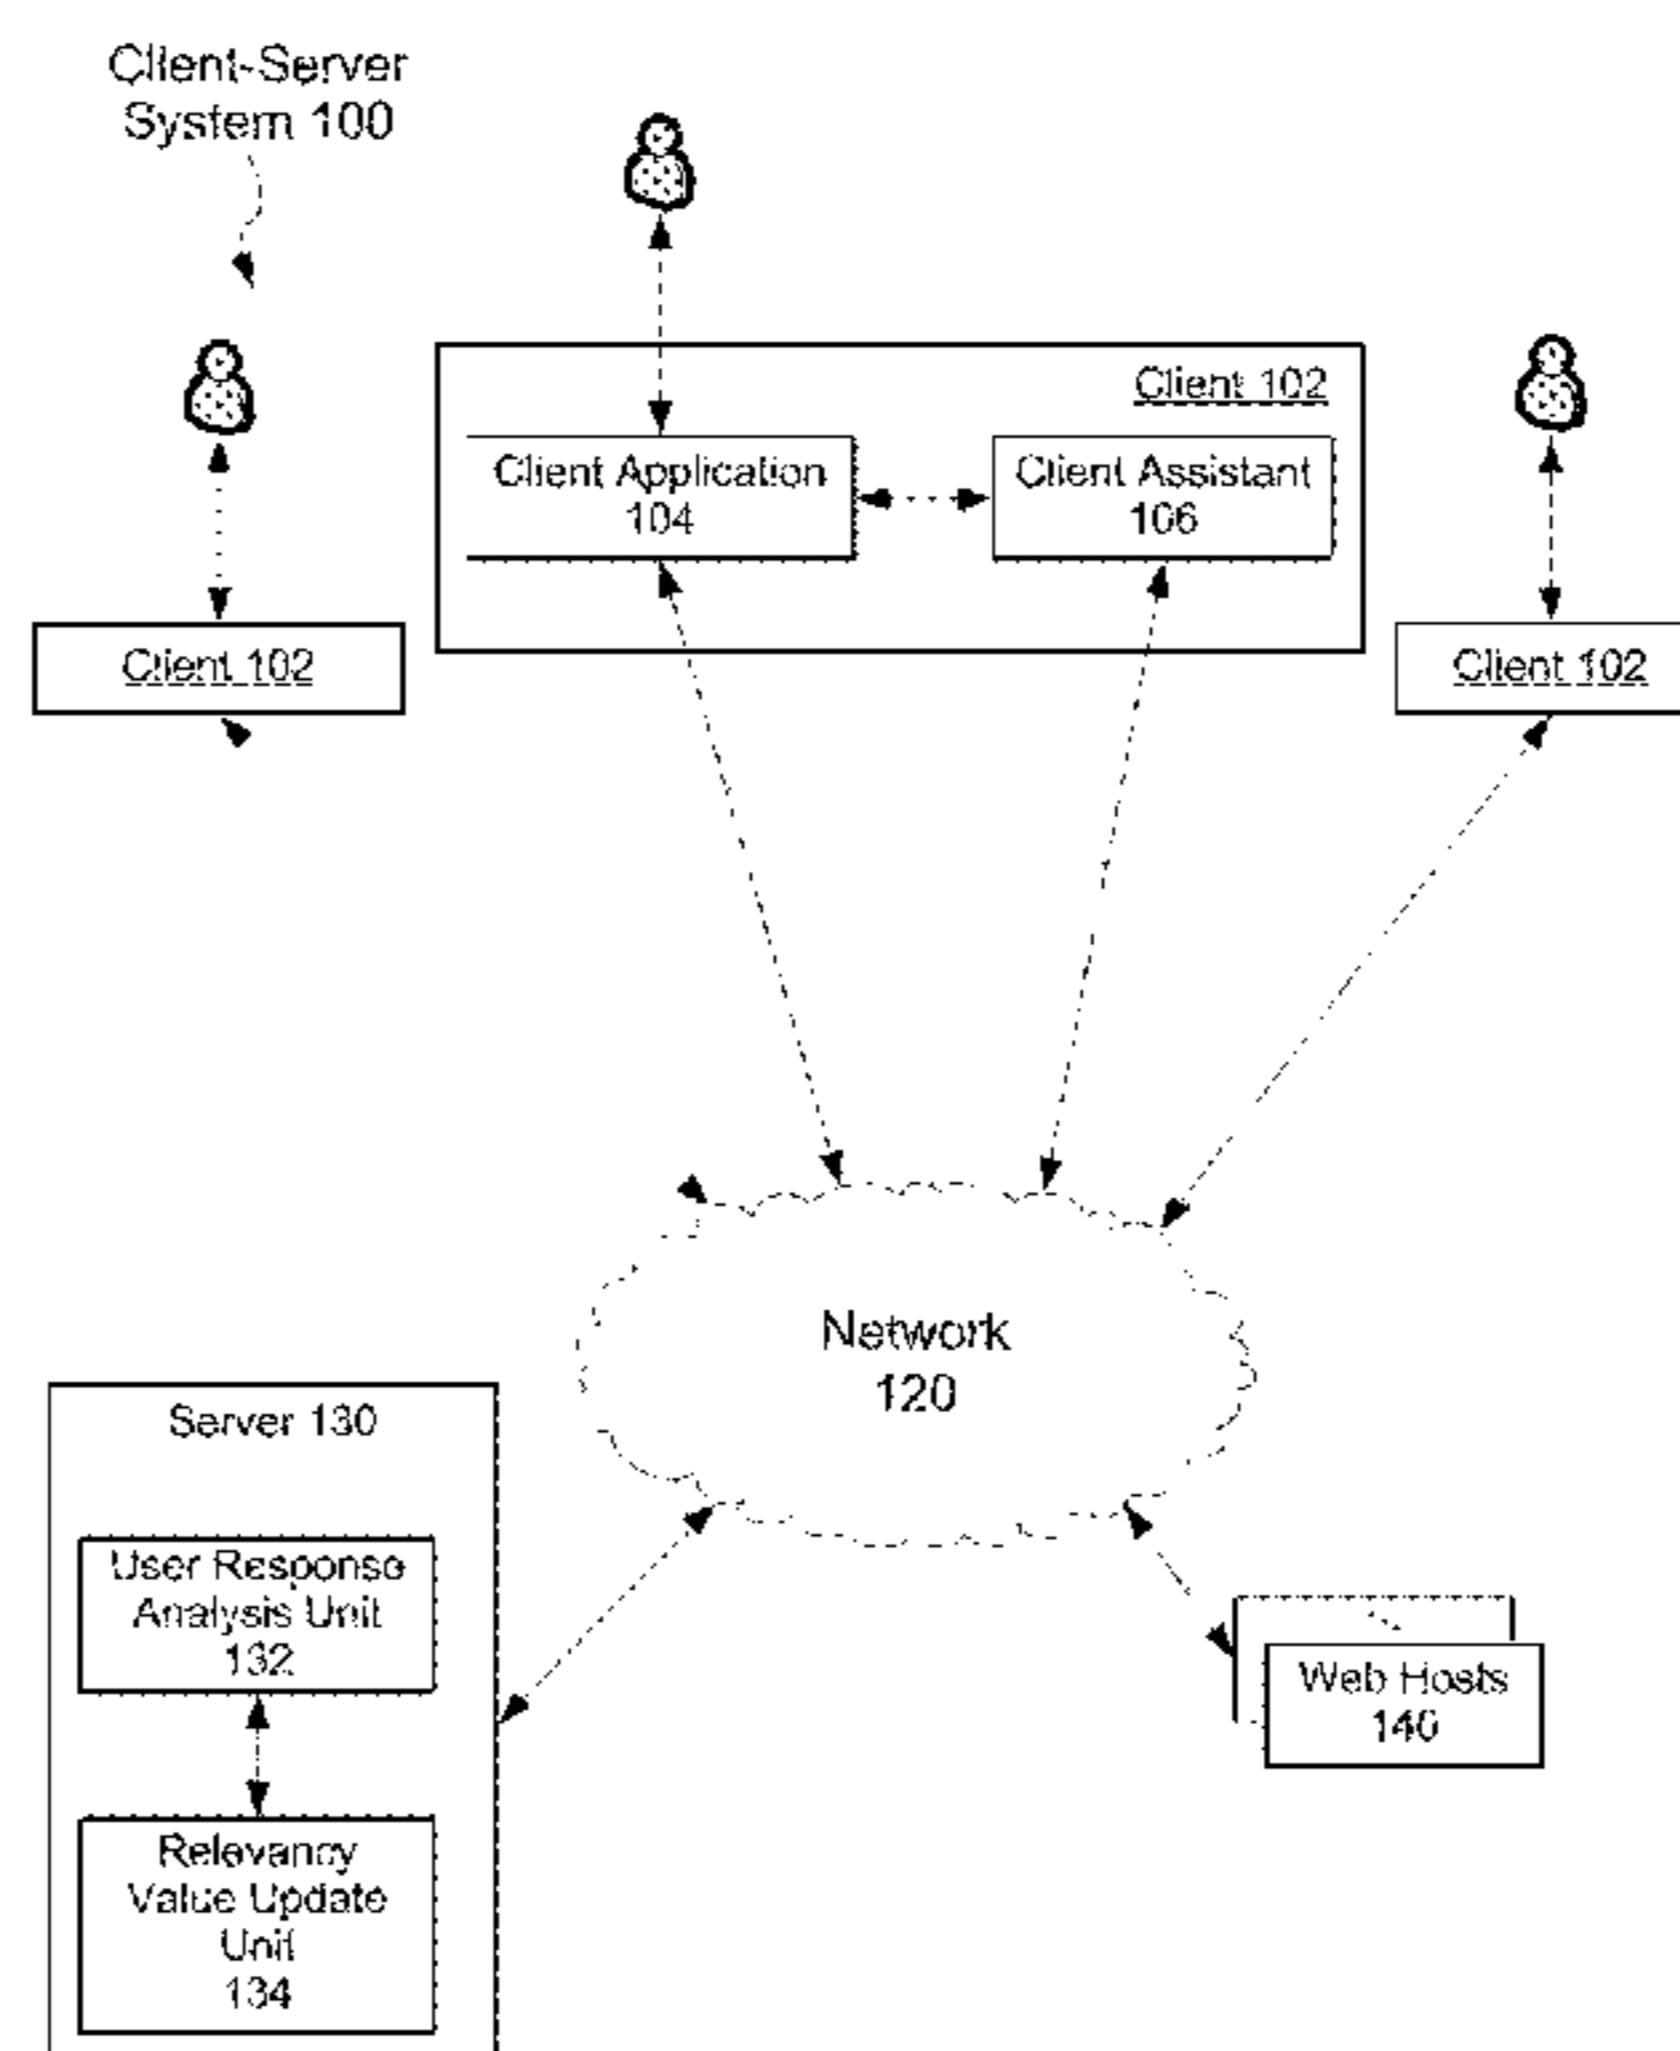 Client-Server
System 100
Client 102
Client Application
104
Client Assistant
106
Client 102
Client 102
Network
120
Server 130
User Response
Analysis Unit
132
Relevancy
Value Update
Unit
134
Web Hosts
140